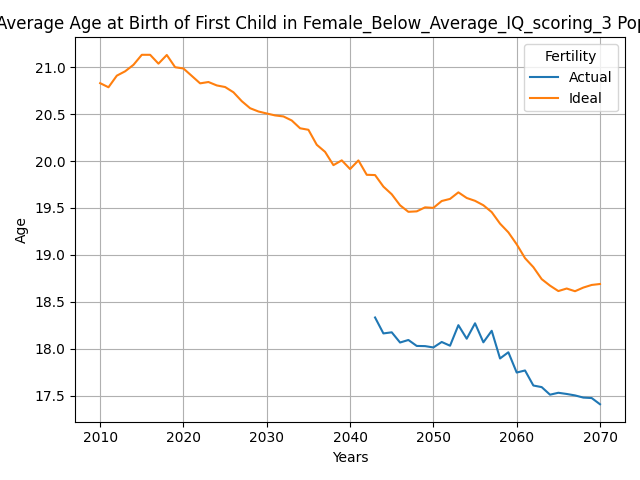 Average Age at Birth of First Child in Female_Below_Average_IQ_scoring_3 Pop
Fertility
Actual
Ideal
Age
21.0
20.5
20.0
19.5
19.0
18.5
18.0
17.5
2010 2020 2030 2040 2050 2060 2070
Years